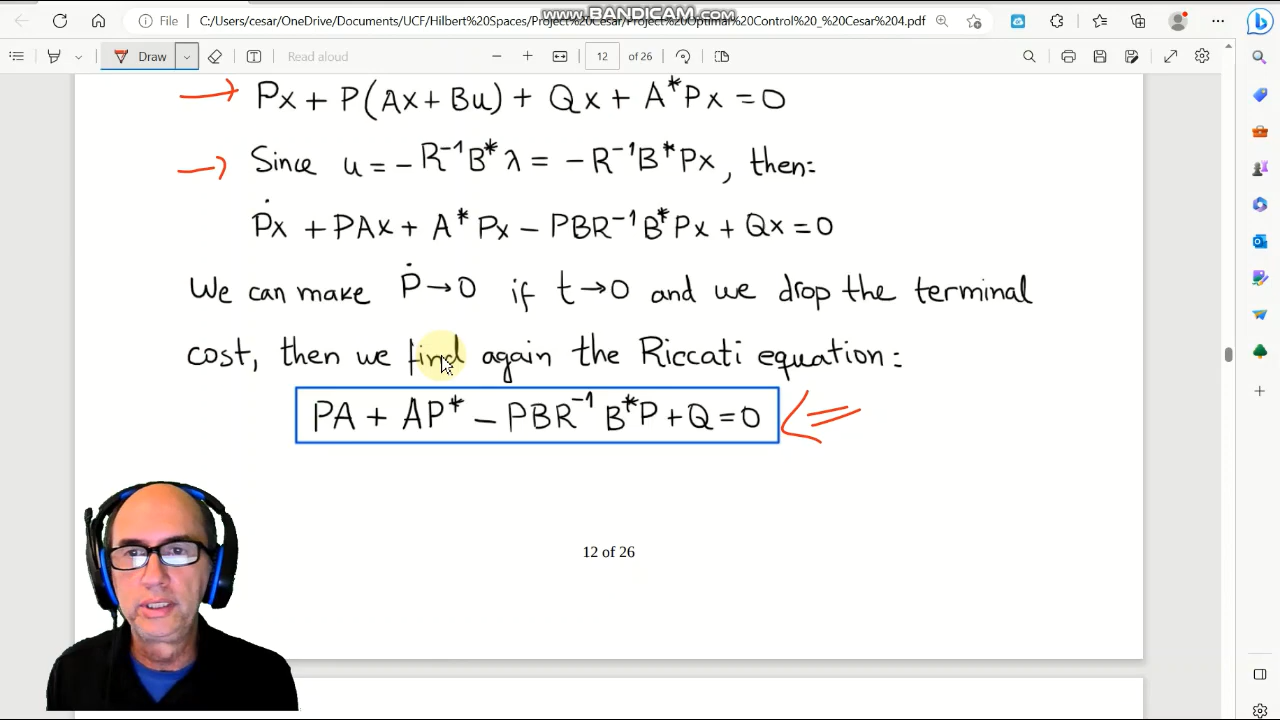 www.BANDICAM.com
File
C:/Users/cesar/OneDrive/Documents/UCF/Hilbert%20Spaces/Project%20Cesar/Project%20Optimal%20Control%20_%20Cesar%204.pdf
Draw
Read aloud
12 of 26
Px + P(Ax + Bu) + Qx + A*Px = 0
Since u = -R⁻¹B*λ = -R⁻¹B*Px, then:
Ṗx + PAx + A*Px - PBR⁻¹B*Px + Qx = 0
We can make Ṗ → 0 if t → 0 and we drop the terminal
cost, then we find again the Riccati equation:
PA + AP* - PBR⁻¹B*P + Q = 0
12 of 26